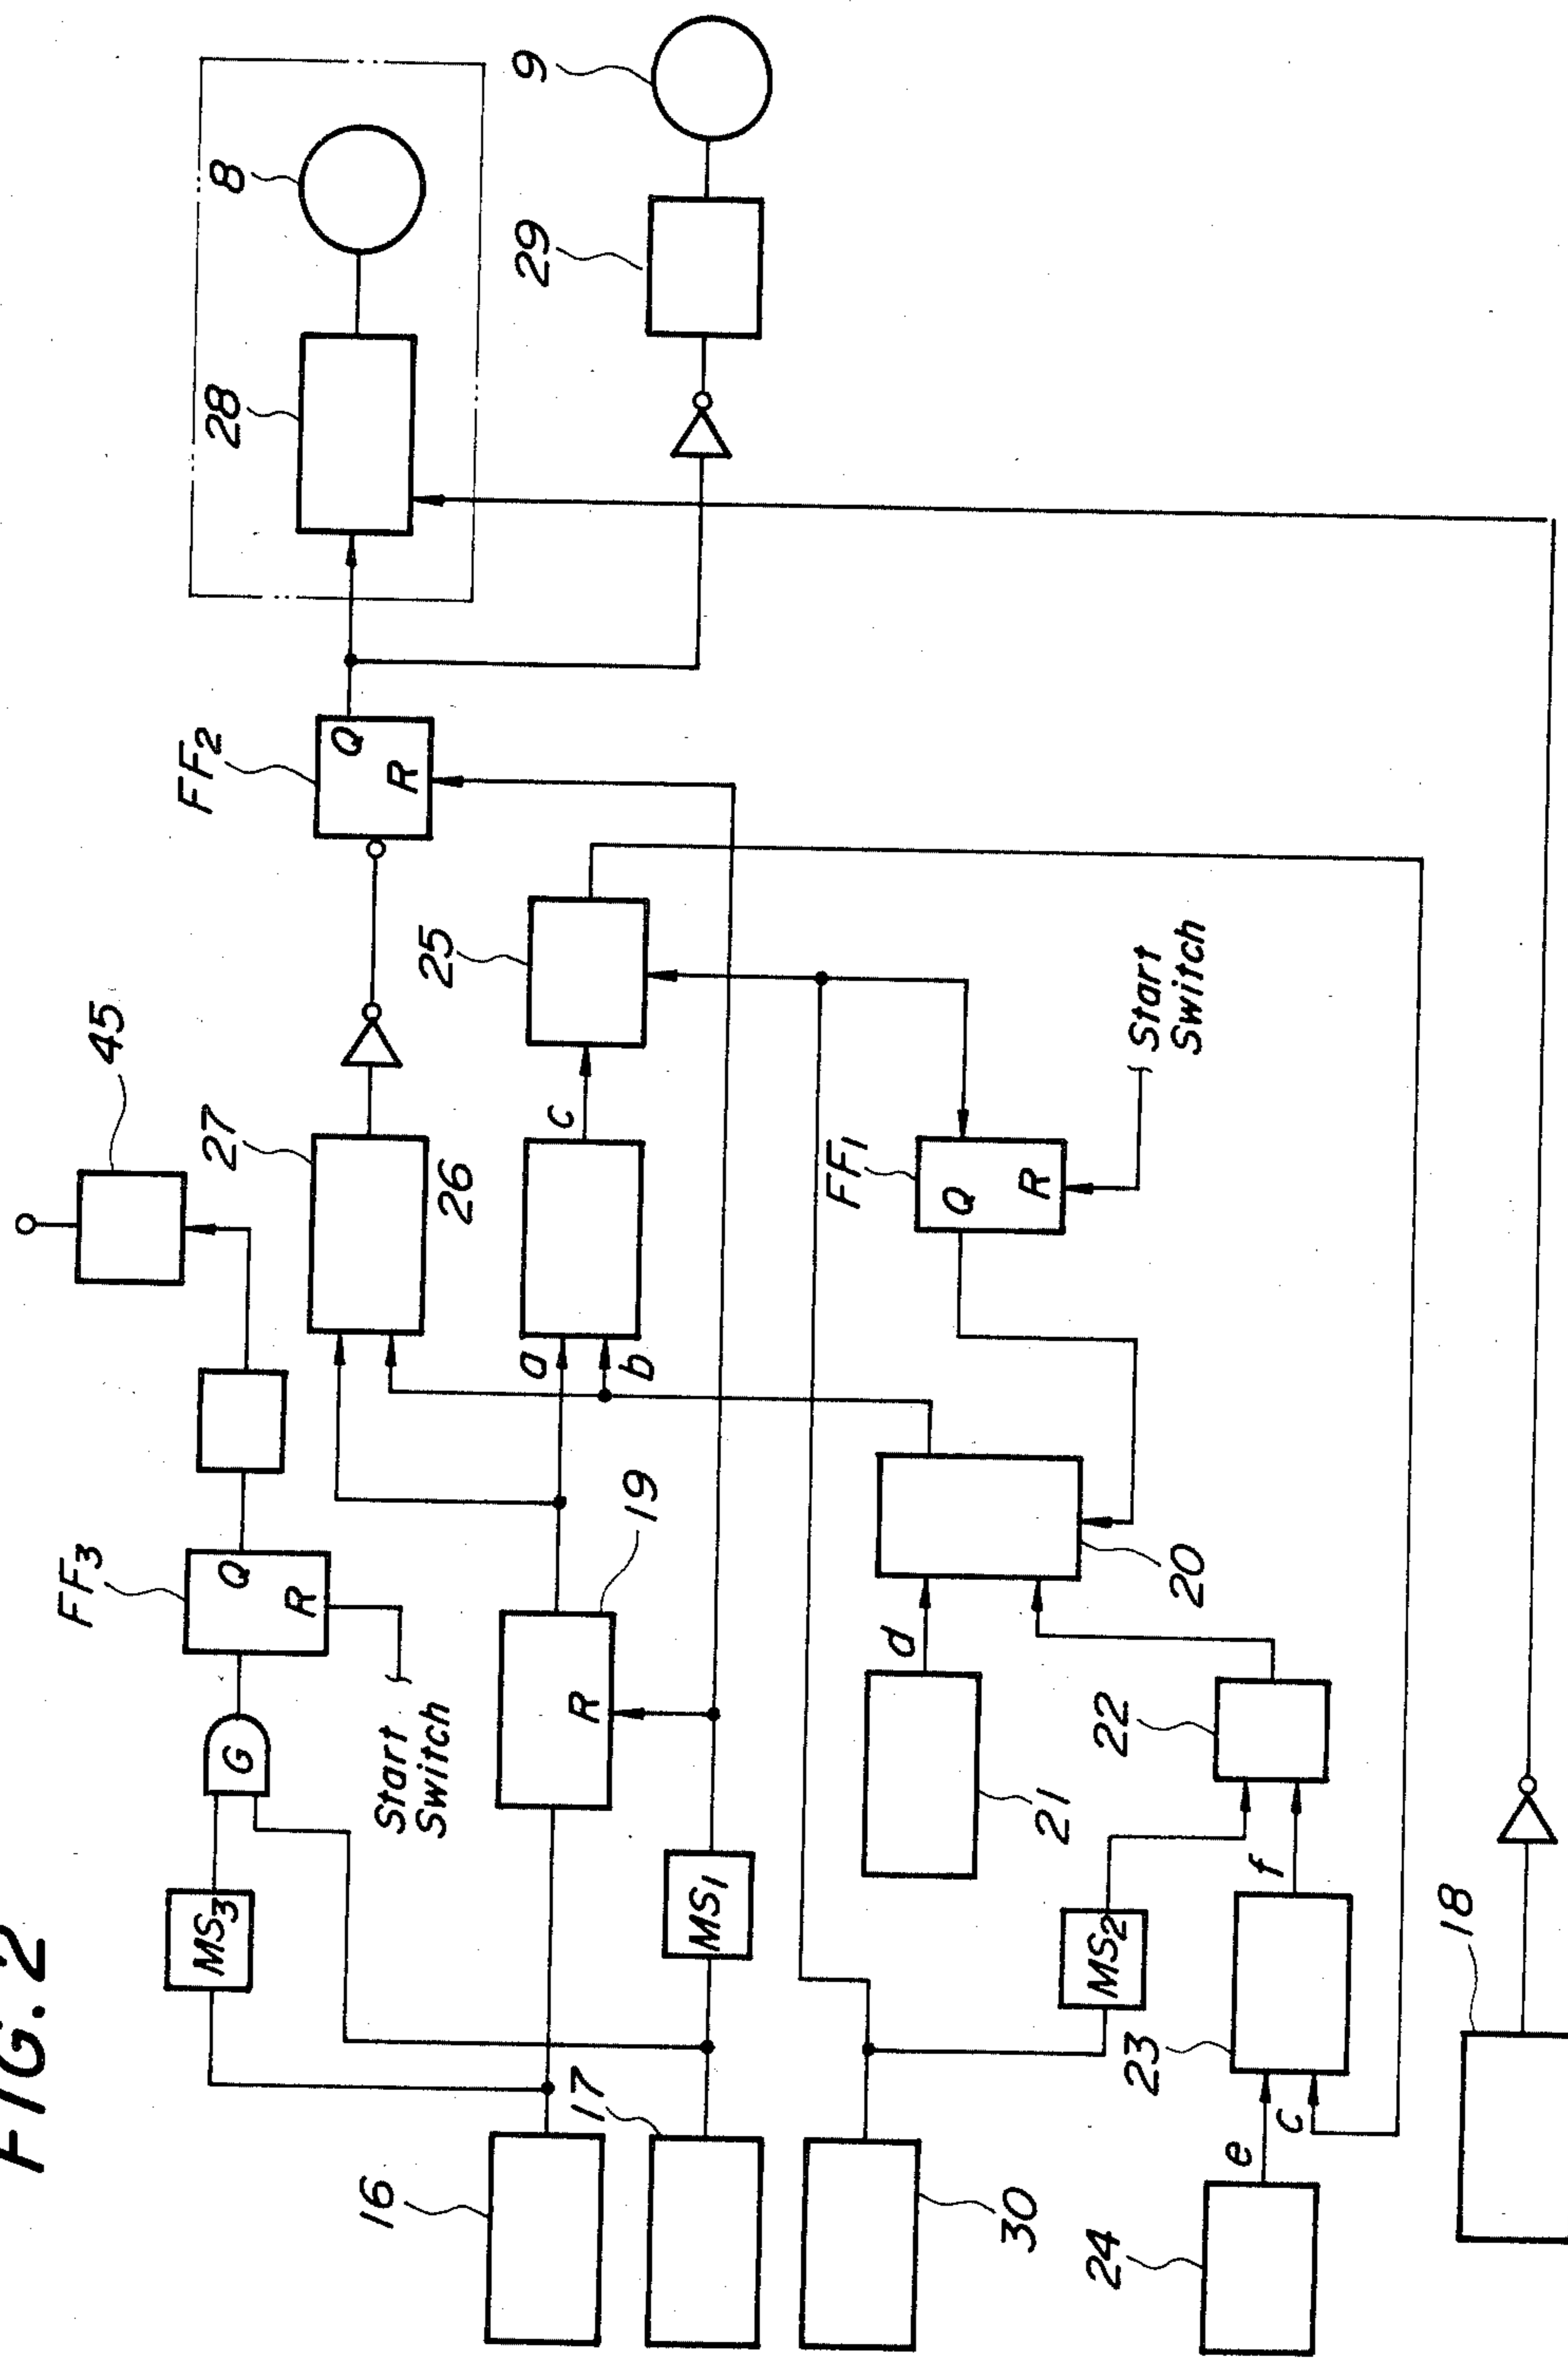 FIG. 2
8
9
28
29
FF2
Q
R
45
27
26
25
c
FF3
Q
R
Start
Switch
G
MS3
19
R
a
b
MS1
16
17
FF1
Q
R
Start
Switch
20
d
21
22
f
MS2
23
e
c
24
30
18